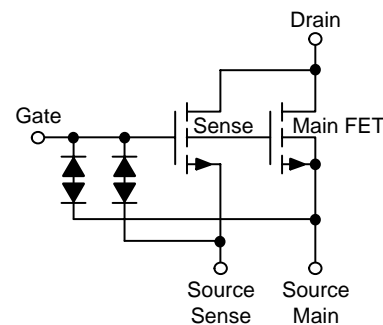 Drain
Gate
Sense
Main FET
Source
Sense
Source
Main